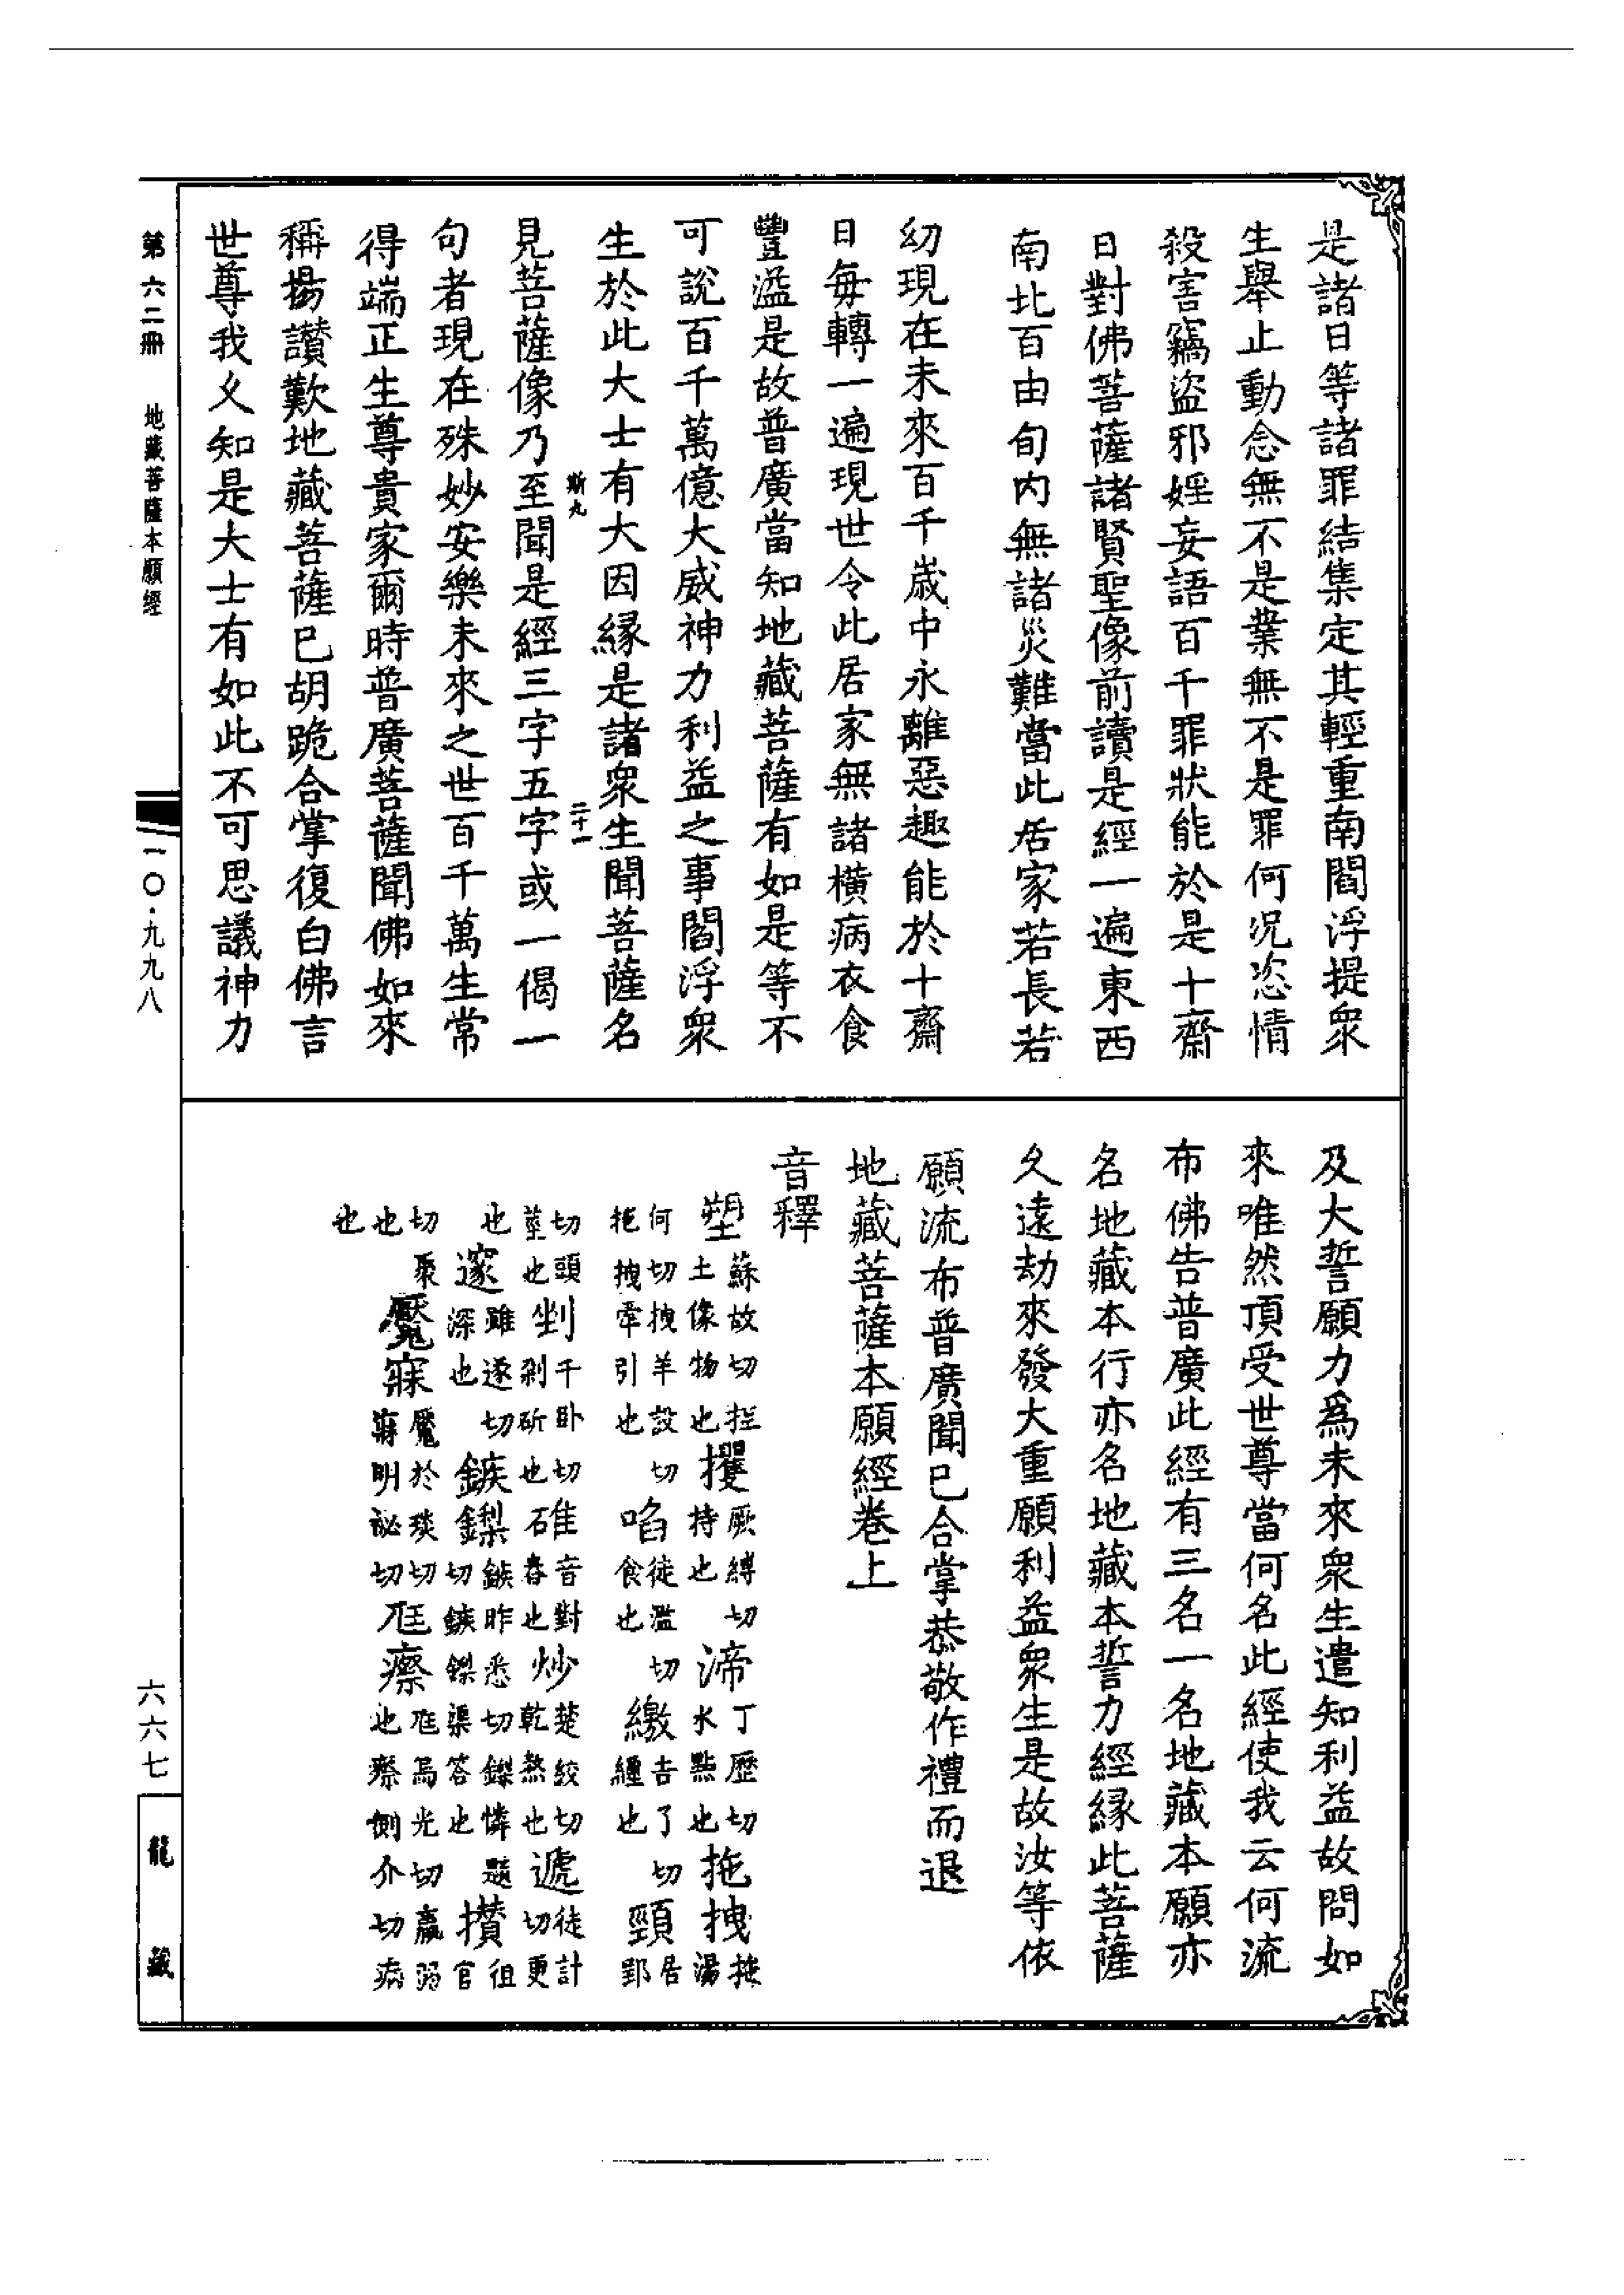 是諸日等諸罪結集定其輕重南閻浮提衆
生舉止動念無不是業無不是罪何况恣情
殺害竊盜邪婬妄語百千罪狀能於是十齋
日對佛菩薩諸賢聖像前讀是經一遍東西
南北百由旬内無諸災難當此居家若長若
幼現在未來百千歲中永離惡趣能於十齋
日每轉一遍現世令此居家無諸橫病衣食
豐溢是故普廣當知地藏菩薩有如是等不
可說百千萬億大威神力利益之事閻浮衆
生於此大士有大因緣是諸衆生聞菩薩名
斯九 二十一
見菩薩像乃至聞是經三字五字或一偈一
句者現在殊妙安樂未來之世百千萬生常
得端正生尊貴家爾時普廣菩薩聞佛如來
稱揚讃歎地藏菩薩已胡跪合掌復白佛言
世尊我乆知是大士有如此不可思議神力
及大誓願力爲未來衆生遣知利益故問如
來唯然頂受世尊當何名此經使我云何流
布佛告普廣此經有三名一名地藏本願亦
名地藏本行亦名地藏本誓力經緣此菩薩
乆遠劫來發大重願利益衆生是故汝等依
願流布普廣聞已合掌恭敬作禮而退
地藏菩薩本願經卷上
音釋
塑 蘇故切揑土像物也 攫 厥縛切持也 渧 丁歷切水點也 拖拽 拖湯
何切拽羊設切拖拽牽引也 啗 徒濫切食也 繳 吉了切纏也 頸 居郢
切頭莖也 剉 千卧切剉斫也 碓 音對舂也 炒 楚絞切乾熬也 遞 徒計切更
也 邃 雖遂切深也 鏃鏫 鏃昨悉切鏫憐題切鏃鏫渠答也 攢 徂官
切聚也 魘寐 魘於琰切寐明祕切 尪瘵 尪烏光切羸弱也瘵側介切病
也
第六二冊 地藏菩薩本願經
一〇·九九八
六六七
龍藏